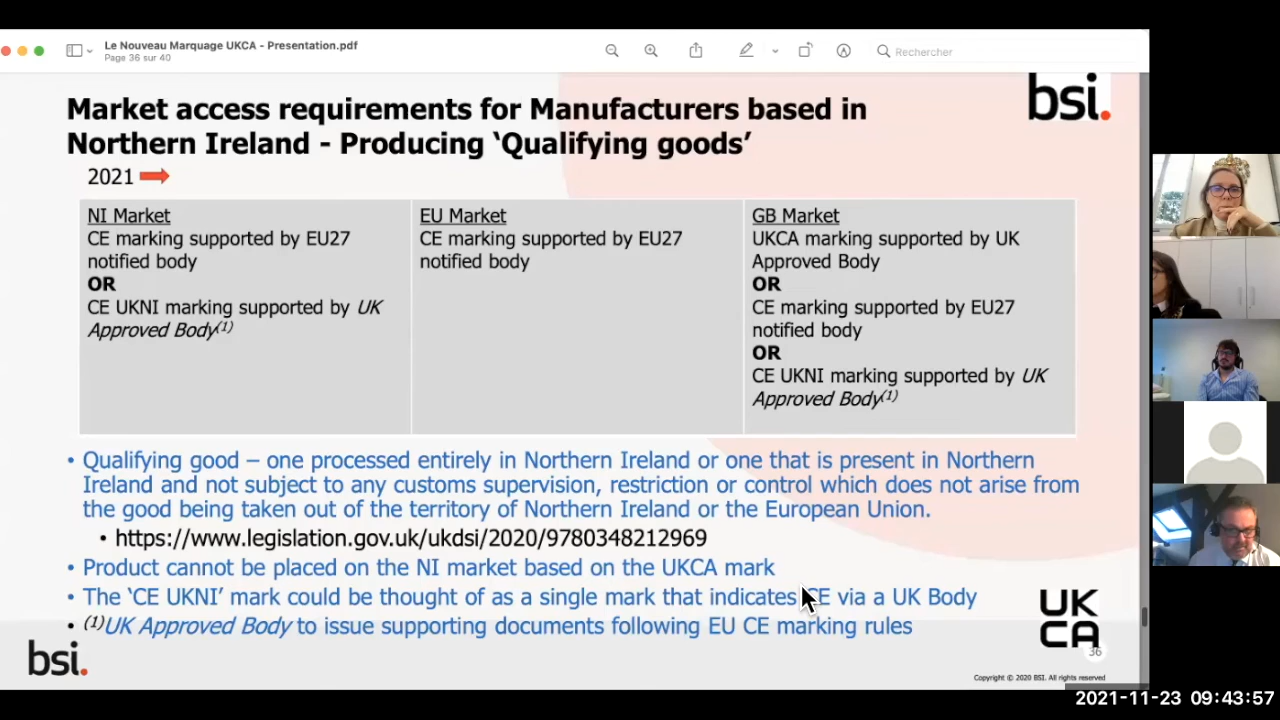 Le Nouveau Marquage UKCA - Presentation.pdf
Page 36 sur 40
Rechercher
bsi.
Market access requirements for Manufacturers based in
Northern Ireland - Producing ‘Qualifying goods’
2021
NI Market
CE marking supported by EU27
notified body
OR
CE UKNI marking supported by UK
Approved Body(1)
EU Market
CE marking supported by EU27
notified body
GB Market
UKCA marking supported by UK
Approved Body
OR
CE marking supported by EU27
notified body
OR
CE UKNI marking supported by UK
Approved Body(1)
• Qualifying good – one processed entirely in Northern Ireland or one that is present in Northern
Ireland and not subject to any customs supervision, restriction or control which does not arise from
the good being taken out of the territory of Northern Ireland or the European Union.
• https://www.legislation.gov.uk/ukdsi/2020/9780348212969
• Product cannot be placed on the NI market based on the UKCA mark
• The ‘CE UKNI’ mark could be thought of as a single mark that indicates CE via a UK Body
• (1)UK Approved Body to issue supporting documents following EU CE marking rules
UK
CA
36
bsi.
Copyright © 2020 BSI. All rights reserved
2021-11-23 09:43:57